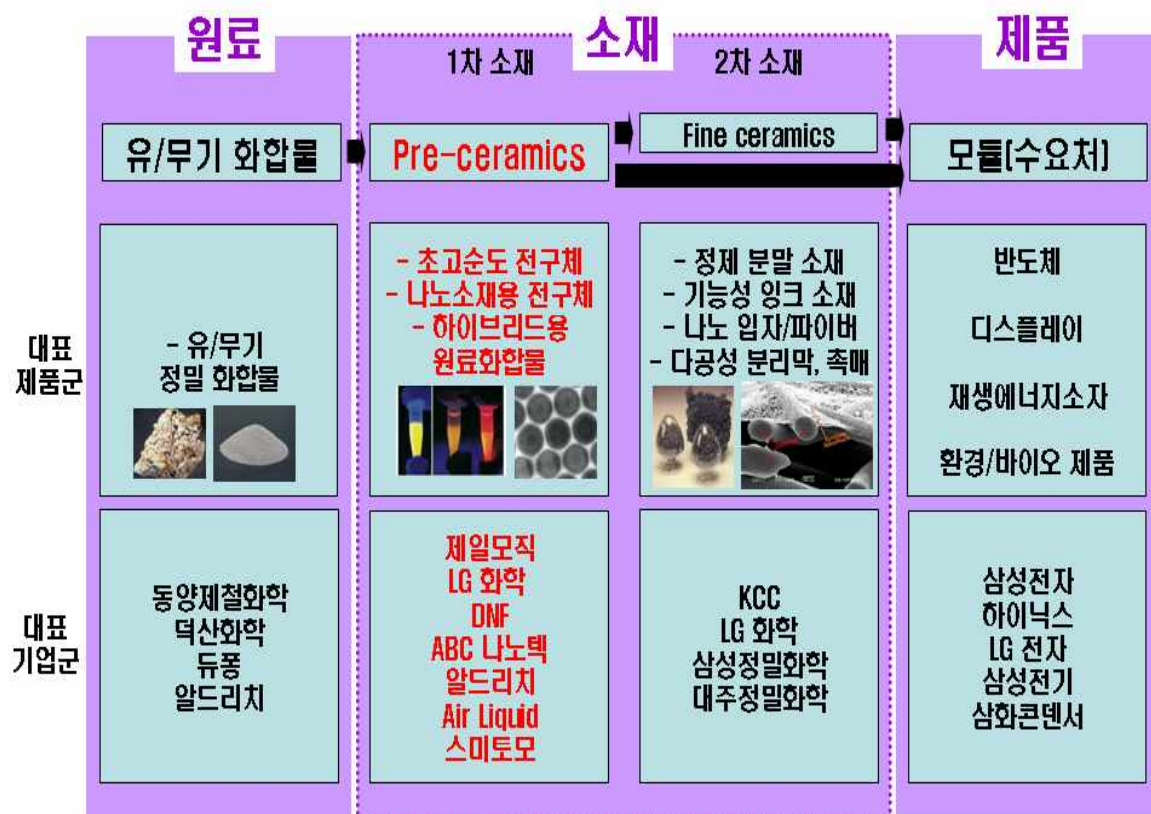 원료
소재
제품
1차 소재
2차 소재
유/무기 화합물
Pre-ceramics
Fine ceramics
모듈(수요처)
대표
제품군
- 유/무기
정밀 화합물
- 초고순도 전구체
- 나노소재용 전구체
- 하이브리드용
원료화합물
- 정제 분말 소재
- 기능성 잉크 소재
- 나노 입자/파이버
- 다공성 분리막, 촉매
반도체
디스플레이
재생에너지소자
환경/바이오 제품
대표
기업군
동양제철화학
덕산화학
듀퐁
알드리치
제일모직
LG 화학
DNF
ABC 나노텍
알드리치
Air Liquid
스미토모
KCC
LG 화학
삼성정밀화학
대주정밀화학
삼성전자
하이닉스
LG 전자
삼성전기
삼화콘덴서